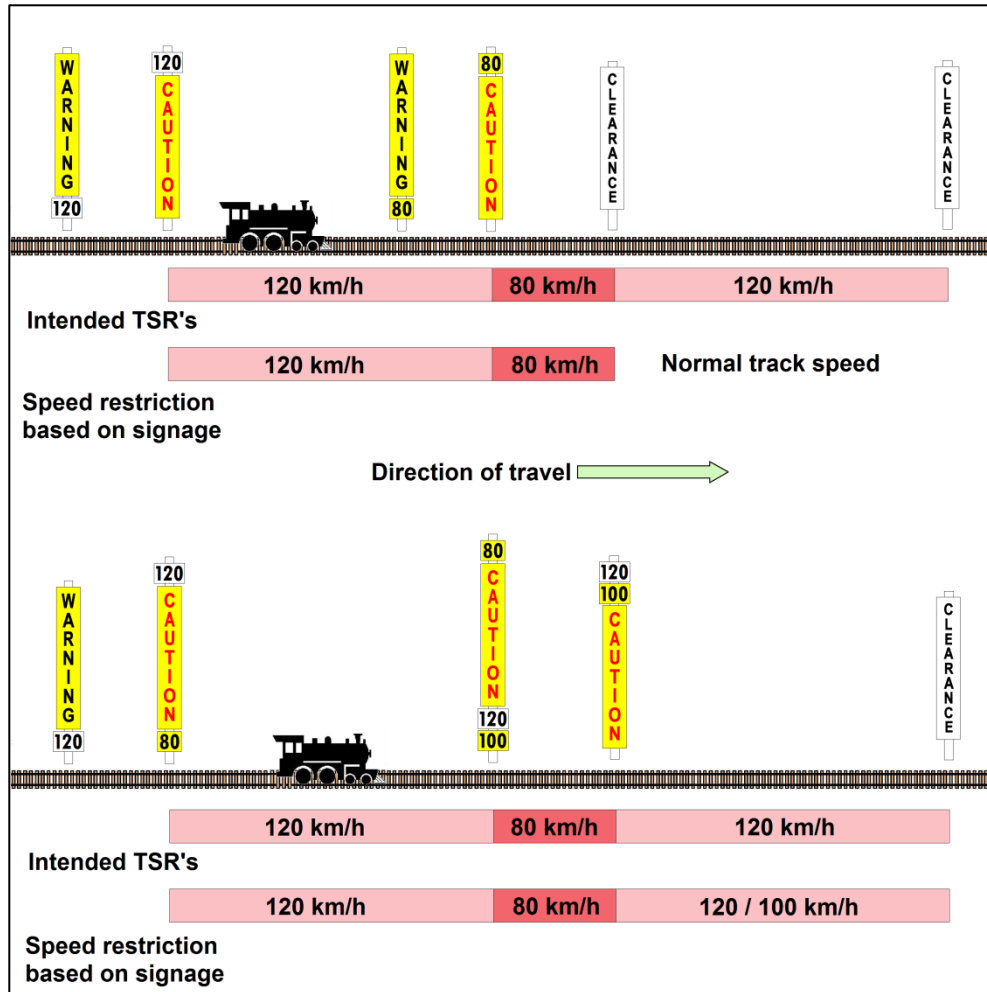 WARNING
120
120
CAUTION
WARNING
80
80
CAUTION
CLEARANCE
CLEARANCE
120 km/h
80 km/h
120 km/h
Intended TSR's
120 km/h
80 km/h
Normal track speed
Speed restriction
based on signage
Direction of travel
WARNING
120
120
CAUTION
80
80
CAUTION
120
100
120
100
CAUTION
CLEARANCE
120 km/h
80 km/h
120 km/h
Intended TSR's
120 km/h
80 km/h
120 / 100 km/h
Speed restriction
based on signage